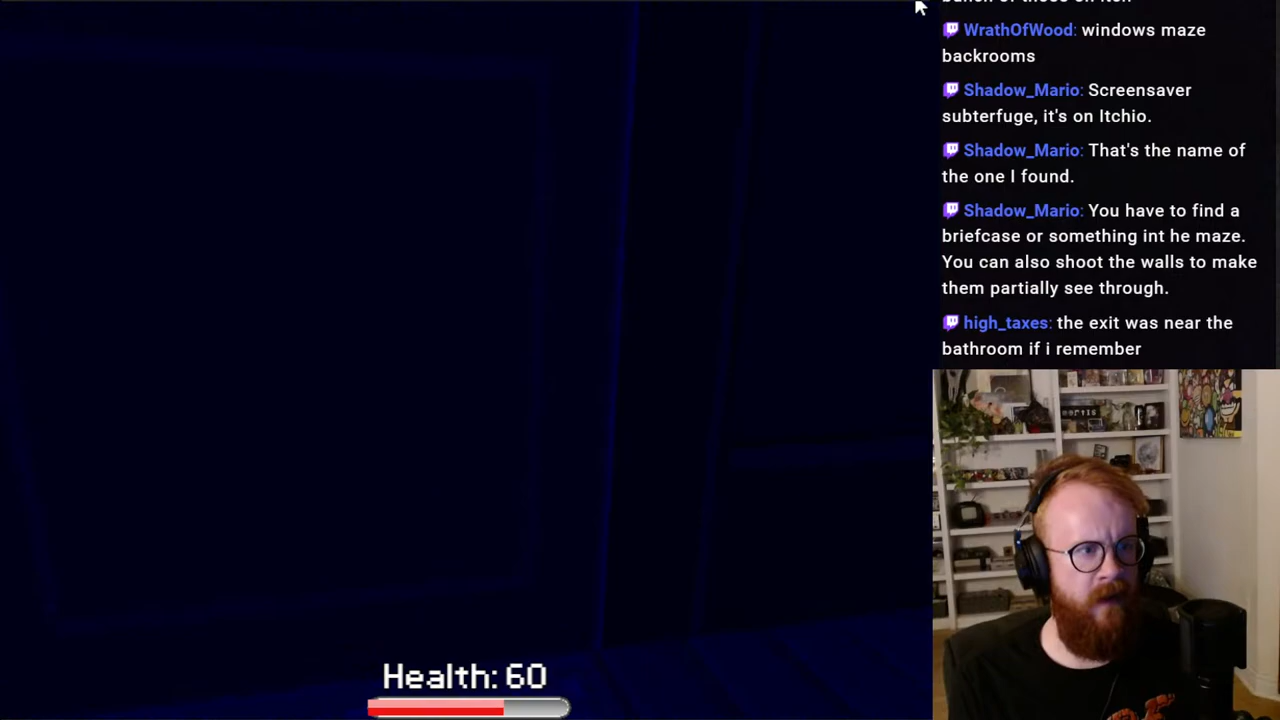 WrathOfWood: windows maze
backrooms
Shadow_Mario: Screensaver
subterfuge, it's on Itchio.
Shadow_Mario: That's the name of
the one I found.
Shadow_Mario: You have to find a
briefcase or something int he maze.
You can also shoot the walls to make
them partially see through.
high_taxes: the exit was near the
bathroom if i remember
Health: 60